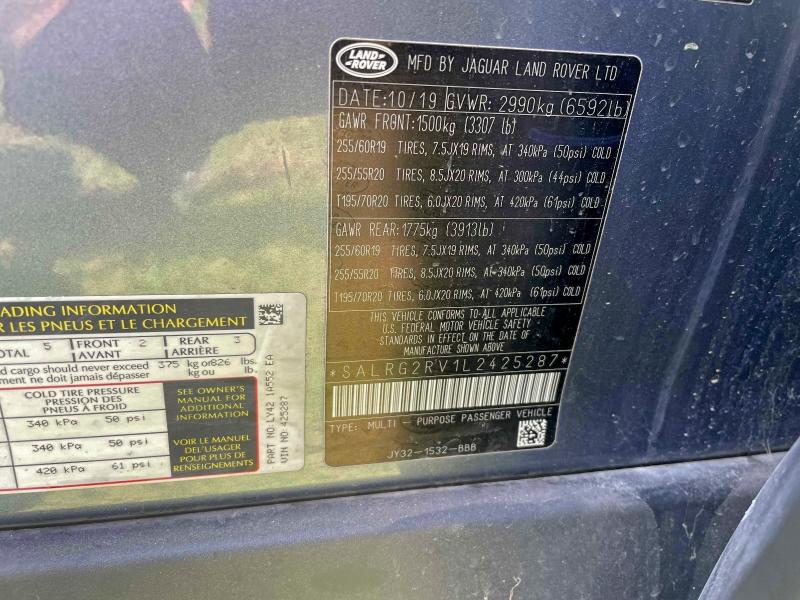 LAND ROVER
MFD BY JAGUAR LAND ROVER LTD
DATE:10/19 GVWR: 2990kg (6592lb)
GAWR FRONT:1500kg (3307 lb)
255/60R19 TIRES, 7.5JX19 RIMS, AT 340kPa (50psi) COLD
255/55R20 TIRES, 8.5JX20 RIMS, AT 300kPa (44psi) COLD
T195/70R20 TIRES, 6.0JX20 RIMS, AT 420kPa (61psi) COLD
GAWR REAR:1775kg (3913lb)
255/60R19 TIRES, 7.5JX19 RIMS, AT 340kPa (50psi) COLD
255/55R20 TIRES, 8.5JX20 RIMS, AT 340kPa (50psi) COLD
T195/70R20 TIRES, 6.0JX20 RIMS, AT 420kPa (61psi) COLD
THIS VEHICLE CONFORMS TO ALL APPLICABLE
U.S. FEDERAL MOTOR VEHICLE SAFETY
STANDARDS IN EFFECT ON THE DATE OF
MANUFACTURE SHOWN ABOVE.
*SALRG2RV1L2425287*
TYPE: MULTI - PURPOSE PASSENGER VEHICLE
JY32-1532-BBB
ADING INFORMATION
R LES PNEUS ET LE CHARGEMENT
OTAL 5 FRONT 2 REAR 3
AVANT ARRIÈRE
d cargo should never exceed 375 kg or 826 lbs.
ement ne doit jamais dépasser kg ou lb.
COLD TIRE PRESSURE
PRESSION DES
PNEUS À FROID
340 kPa 50 psi
340 kPa 50 psi
420 kPa 61 psi
SEE OWNER'S
MANUAL FOR
ADDITIONAL
INFORMATION
VOIR LE MANUEL
DEL'USAGER
POUR PLUS DE
RENSEIGNEMENTS
PART NO: LY42 1A552 EA
VIN NO: 425287